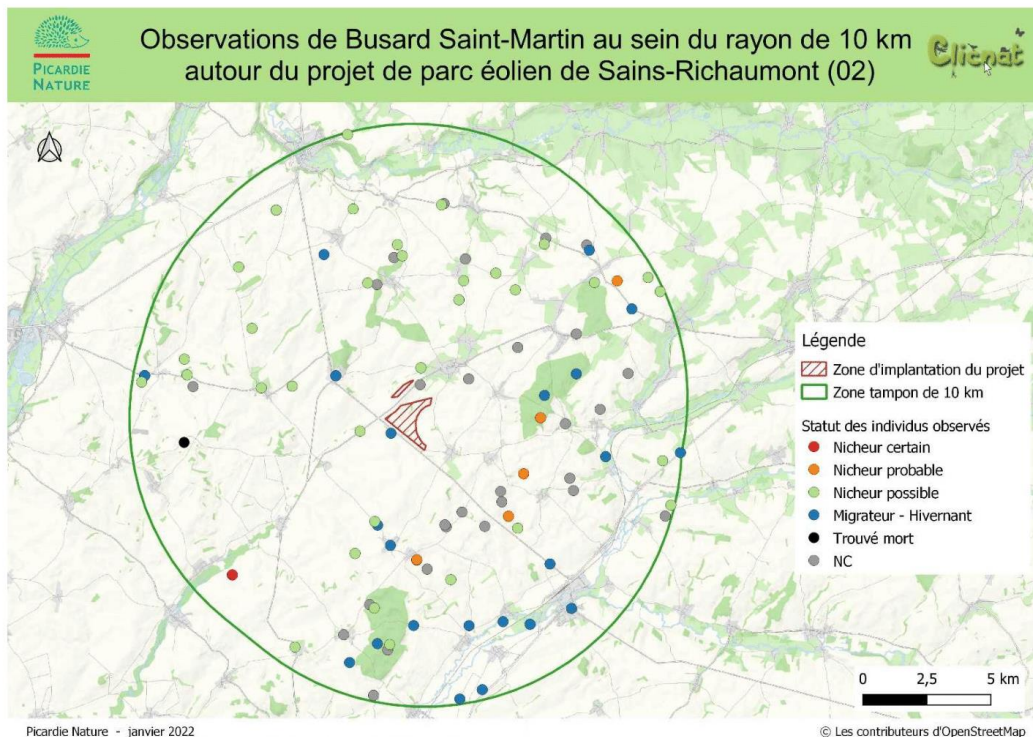 PICARDIE
NATURE
Observations de Busard Saint-Martin au sein du rayon de 10 km
autour du projet de parc éolien de Sains-Richaumont (02)
Clicnat
Légende
Zone d'implantation du projet
Zone tampon de 10 km
Statut des individus observés
Nicheur certain
Nicheur probable
Nicheur possible
Migrateur - Hivernant
Trouvé mort
NC
0 2,5 5 km
Picardie Nature - janvier 2022
© Les contributeurs d'OpenStreetMap